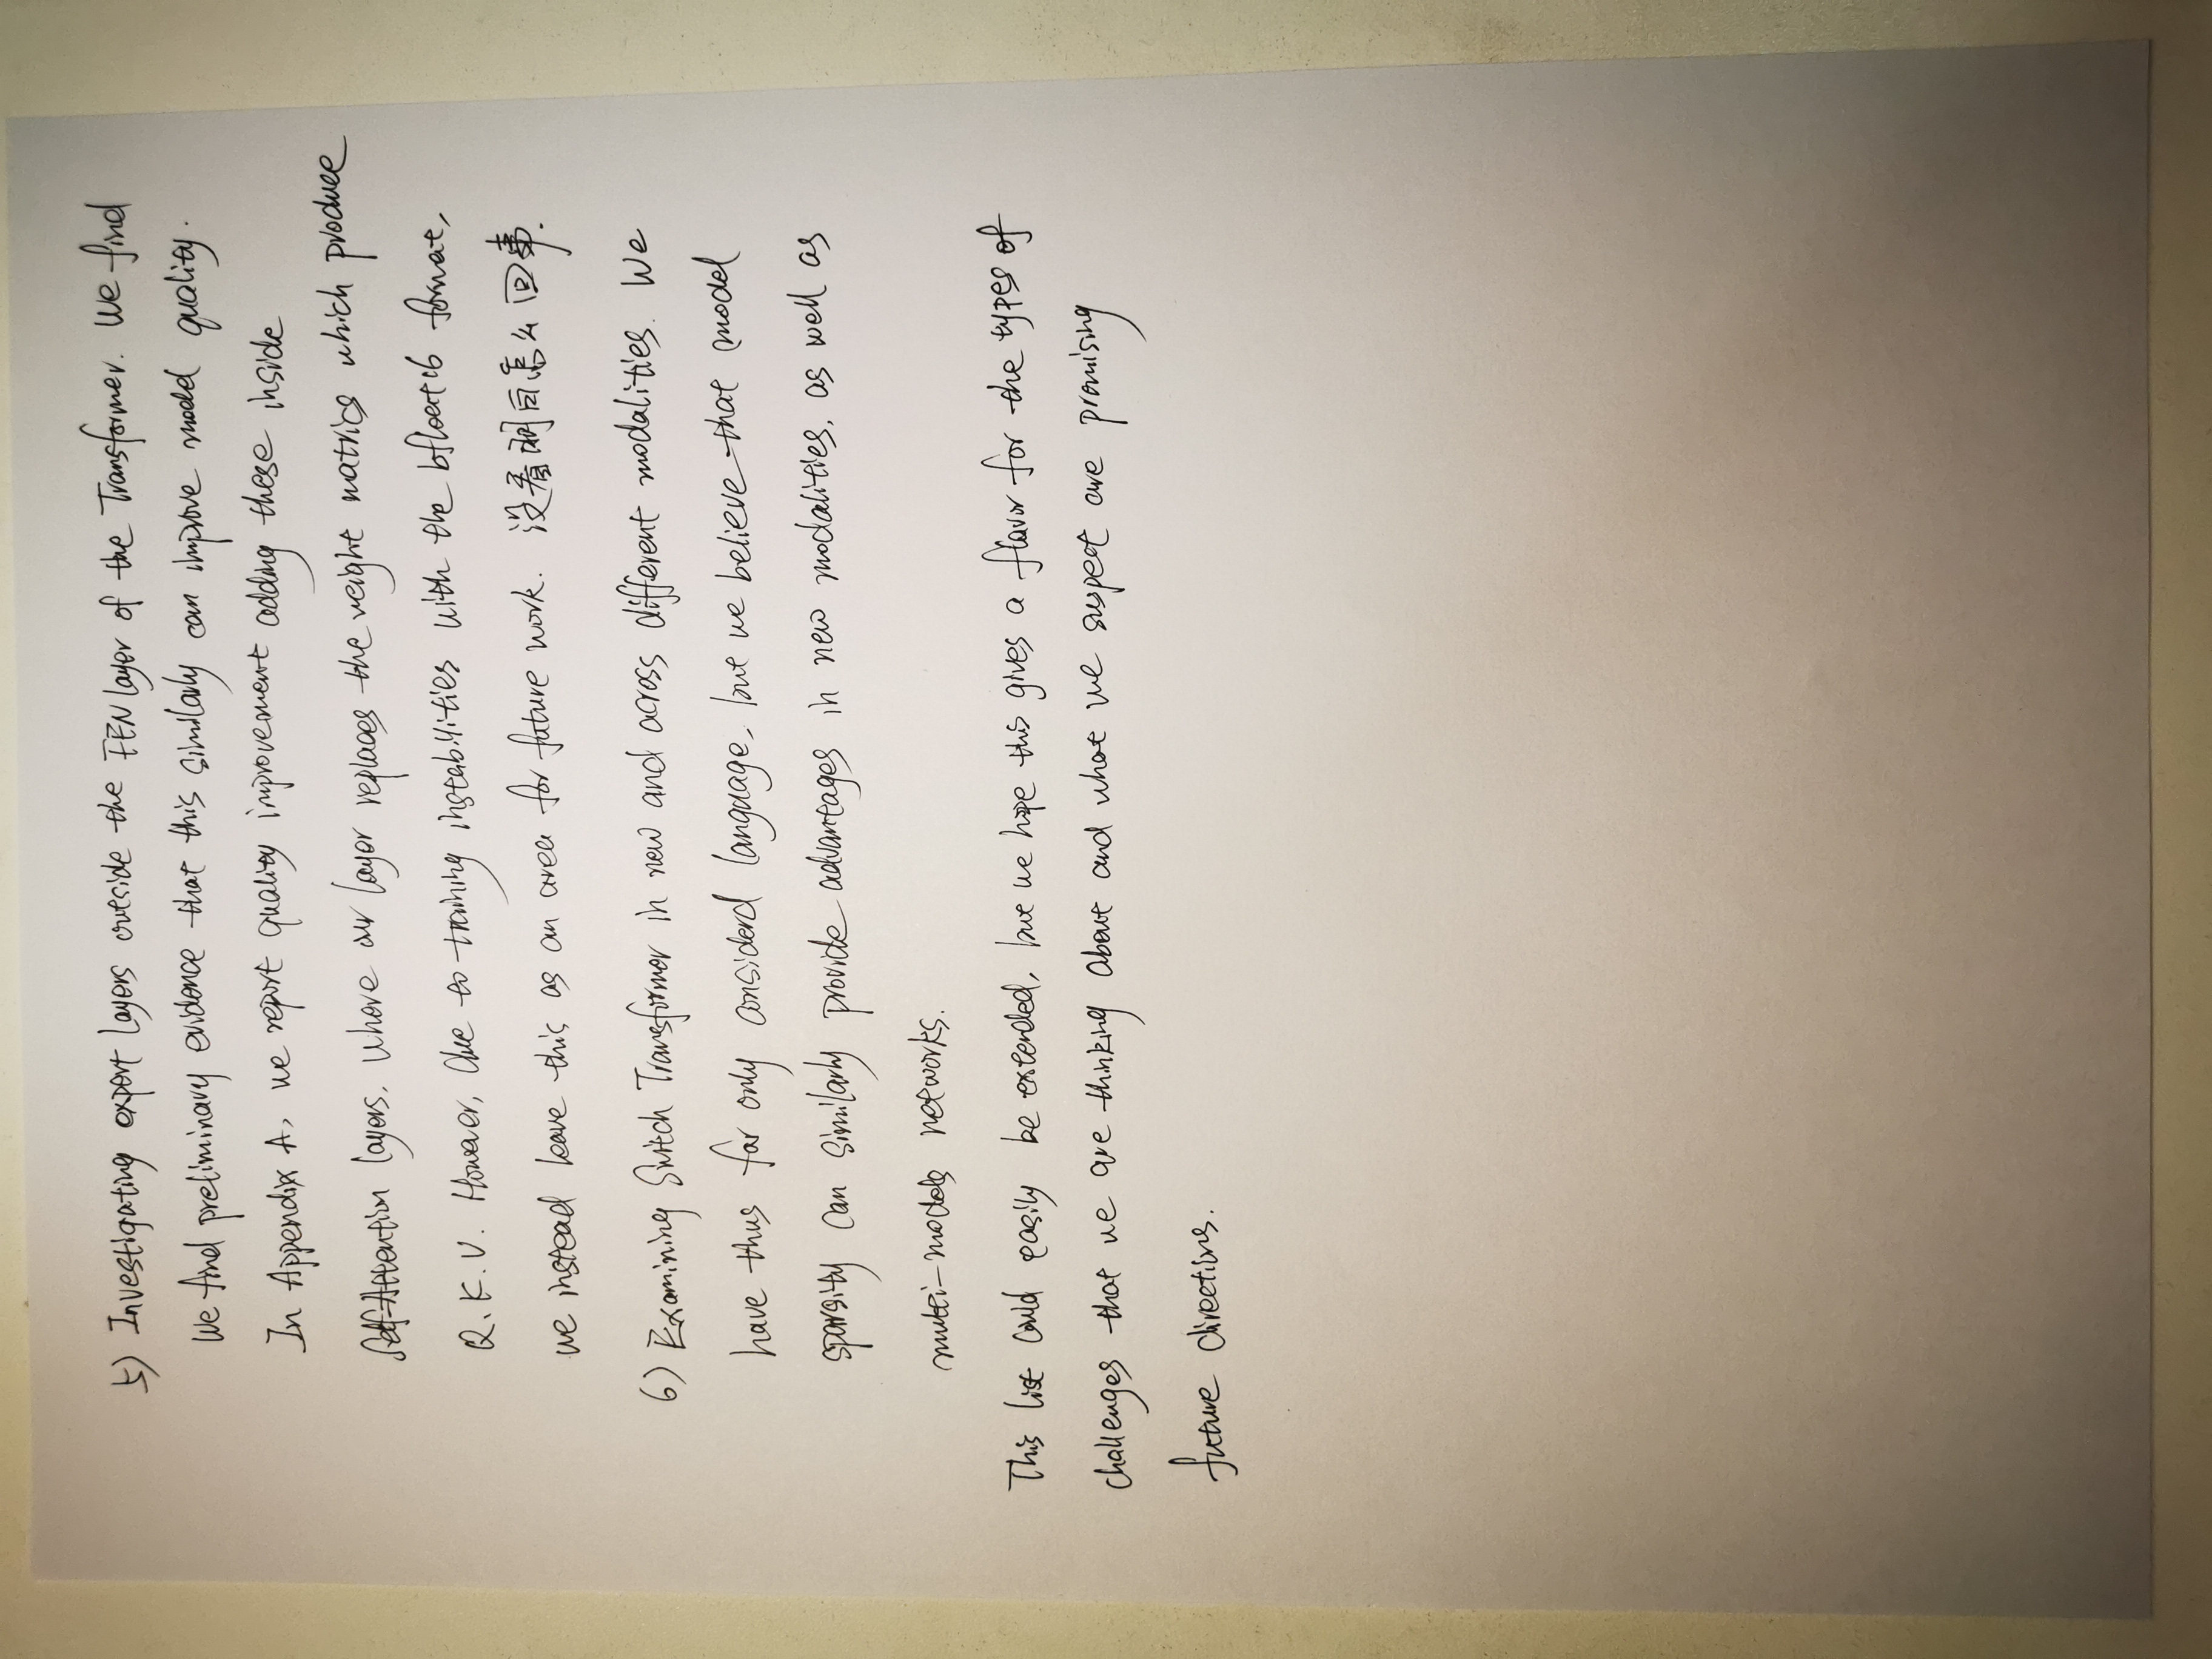 5) Investigating expert layers outside the FFN layer of the Transformer. We find
We find preliminary evidence that this similarly can improve model quality.
In Appendix A, we report quality improvement adding these inside
Self-Attention layers, where our layer replaces the weight matrics which produce
Q. K. V. However, due to training instabilities with the bfloat16 format,
we instead leave this as an area for future work. 没看明白怎么回事.
6) Examining Switch Transformer in new and across different modalities. We
have thus far only considerd language, but we believe that model
sparsity can similarly provide advantages in new modalities, as well as
multi-models networks.
This list could easily be extended, but we hope this gives a flavor for the types of
challenges that we are thinking about and what we suspect are promising
future directions.